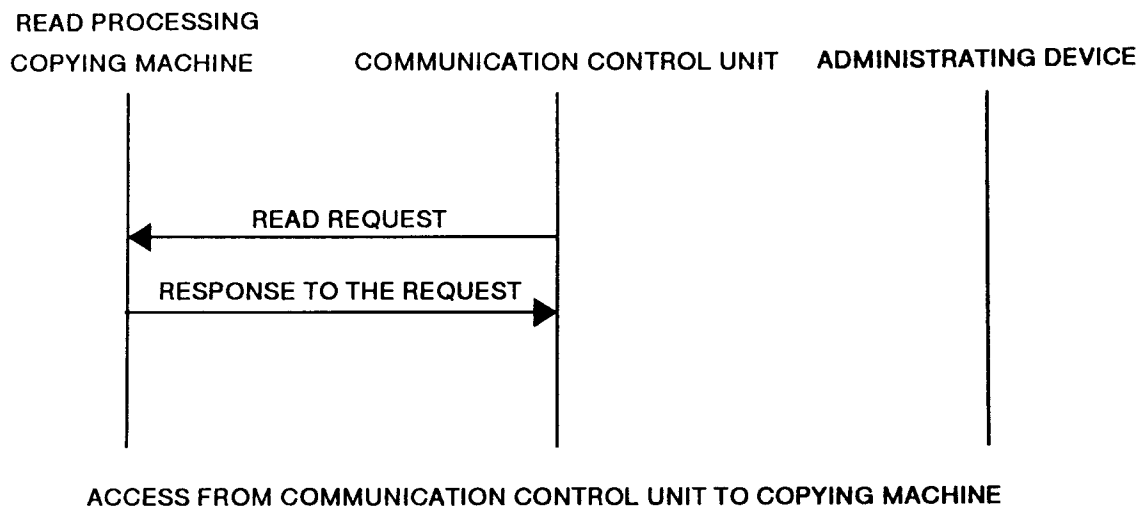 READ PROCESSING
COPYING MACHINE
COMMUNICATION CONTROL UNIT
ADMINISTRATING DEVICE
READ REQUEST
RESPONSE TO THE REQUEST
ACCESS FROM COMMUNICATION CONTROL UNIT TO COPYING MACHINE